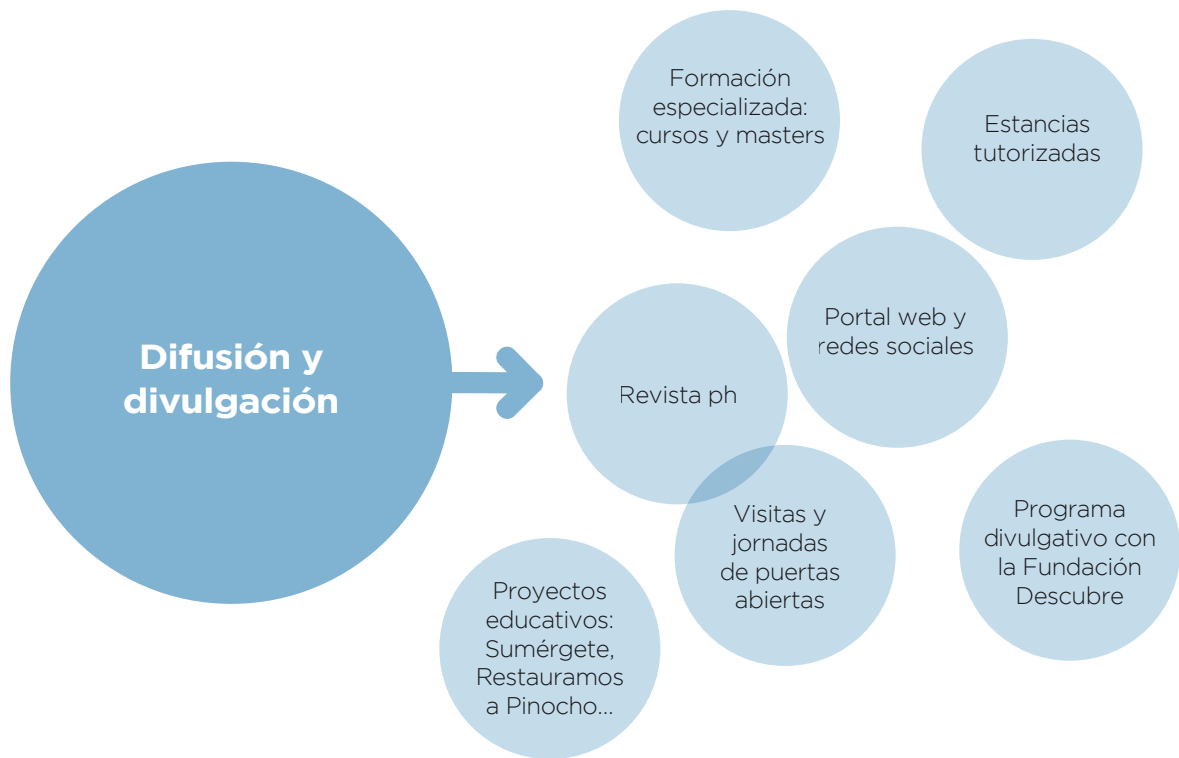 Difusión y
divulgación
Formación
especializada:
cursos y masters
Estancias
tutorizadas
Portal web y
redes sociales
Revista ph
Visitas y
jornadas
de puertas
abiertas
Programa
divulgativo con
la Fundación
Descubre
Proyectos
educativos:
Sumérgete,
Restauramos
a Pinocho...